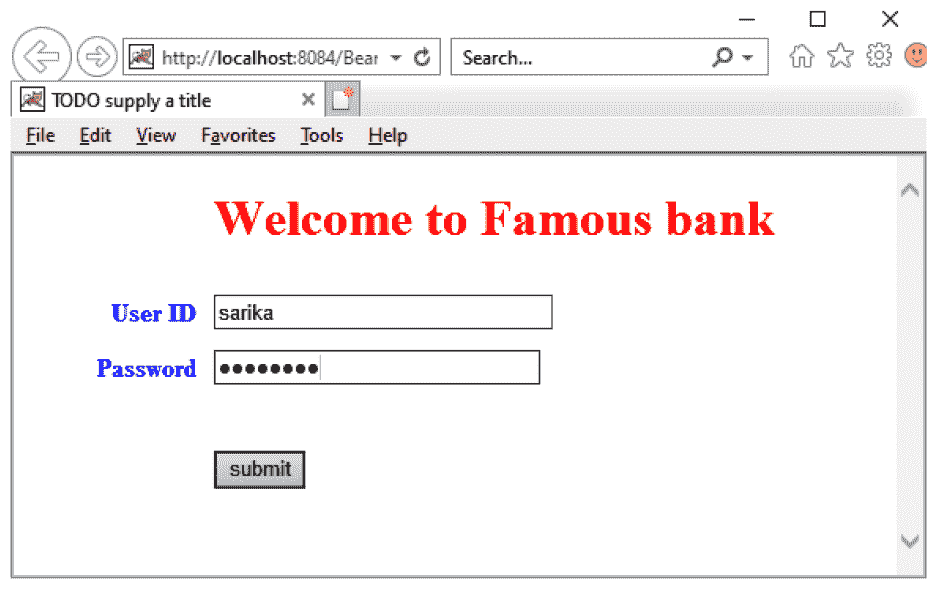 http://localhost:8084/Bear
Search...
TODO supply a title
File Edit View Favorites Tools Help
Welcome to Famous bank
User ID sarika
Password ••••••••
submit